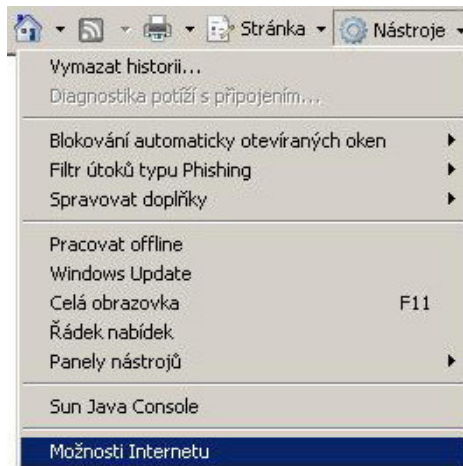 Stránka Nástroje
Vymazat historii...
Diagnostika potíží s připojením...
Blokování automaticky otevíraných oken
Filtr útoků typu Phishing
Spravovat doplňky
Pracovat offline
Windows Update
Celá obrazovka F11
Řádek nabídek
Panely nástrojů
Sun Java Console
Možnosti Internetu